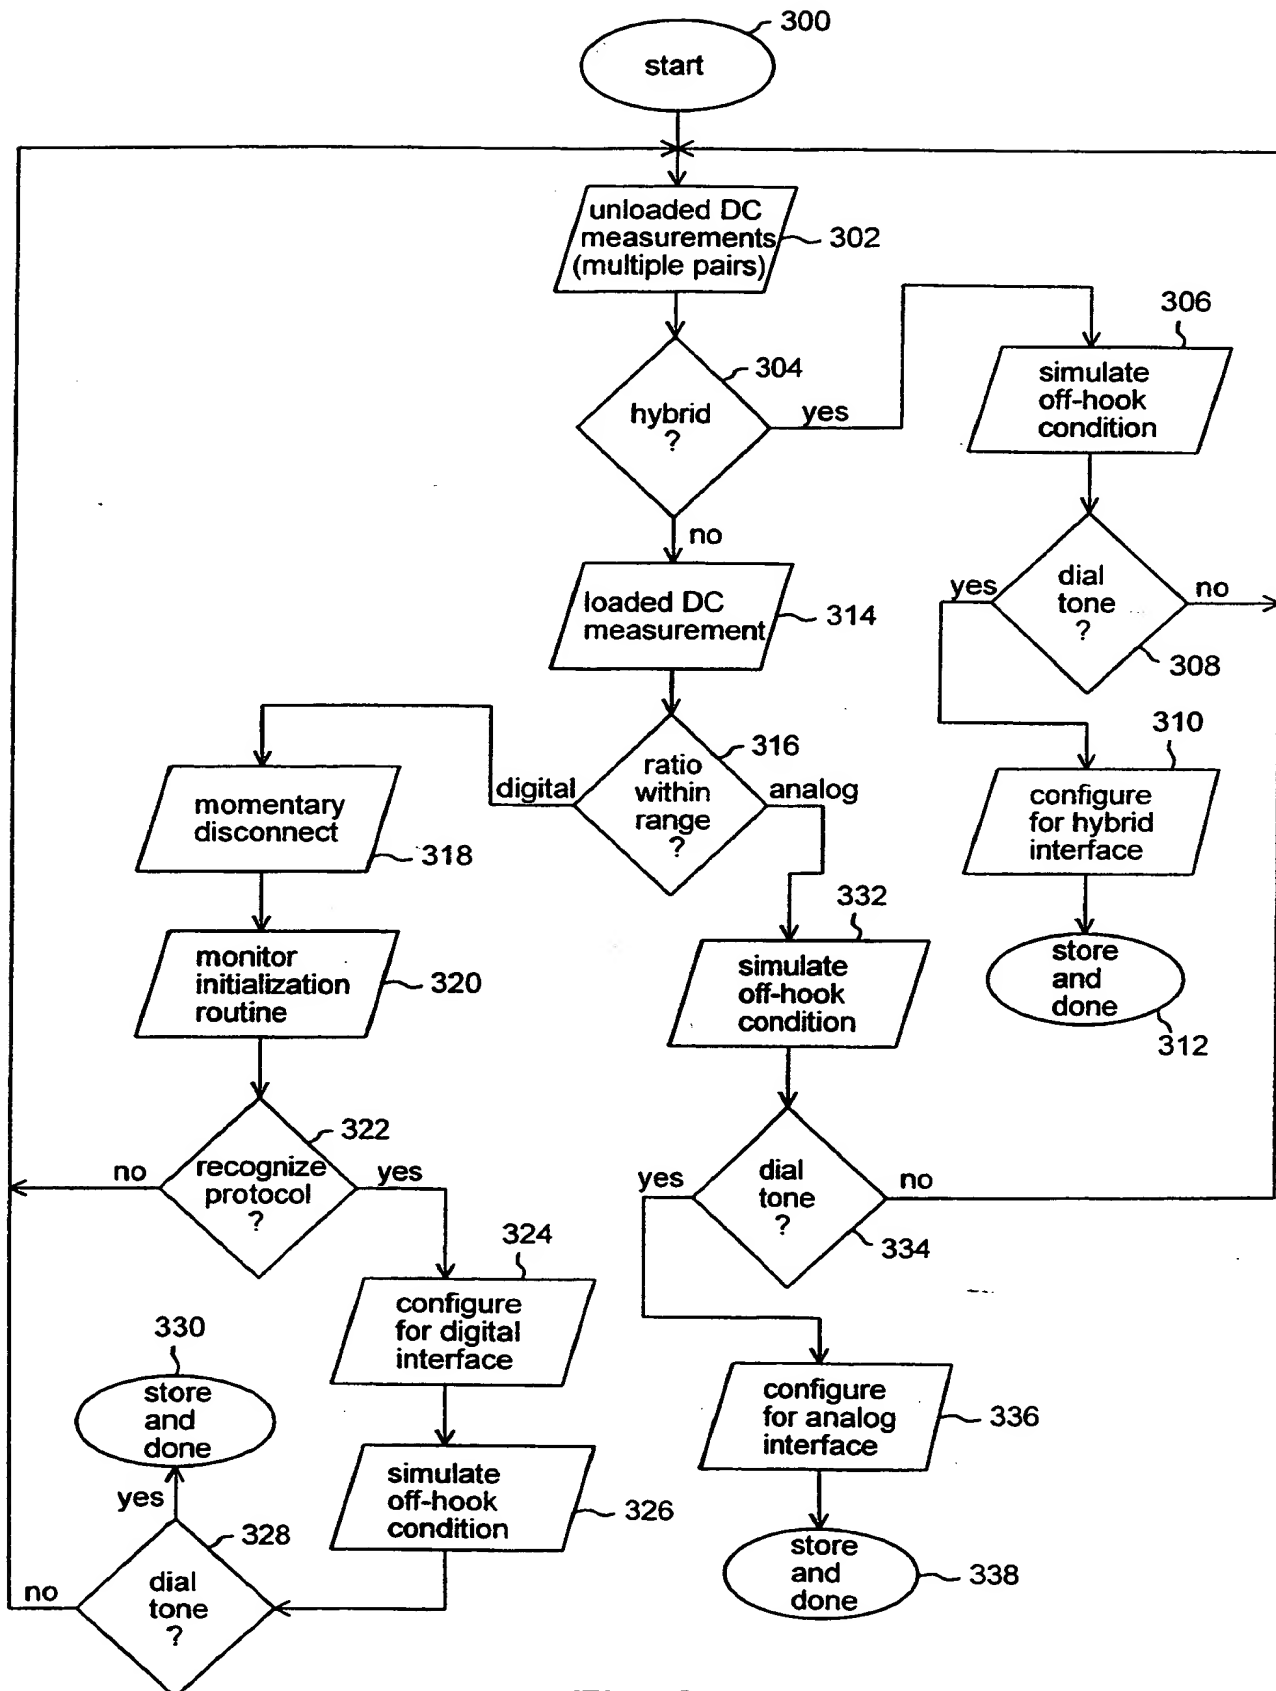 300
start
unloaded DC
measurements
(multiple pairs)
302
304
hybrid
?
yes
no
306
simulate
off-hook
condition
yes
dial
tone
?
no
308
310
configure
for hybrid
interface
store
and
done
312
loaded DC
measurement
314
316
digital
ratio
within
range
?
analog
momentary
disconnect
318
monitor
initialization
routine
320
322
no
recognize
protocol
?
yes
324
configure
for digital
interface
simulate
off-hook
condition
326
328
dial
tone
?
no
yes
330
store
and
done
332
simulate
off-hook
condition
yes
dial
tone
?
no
334
configure
for analog
interface
336
store
and
done
338